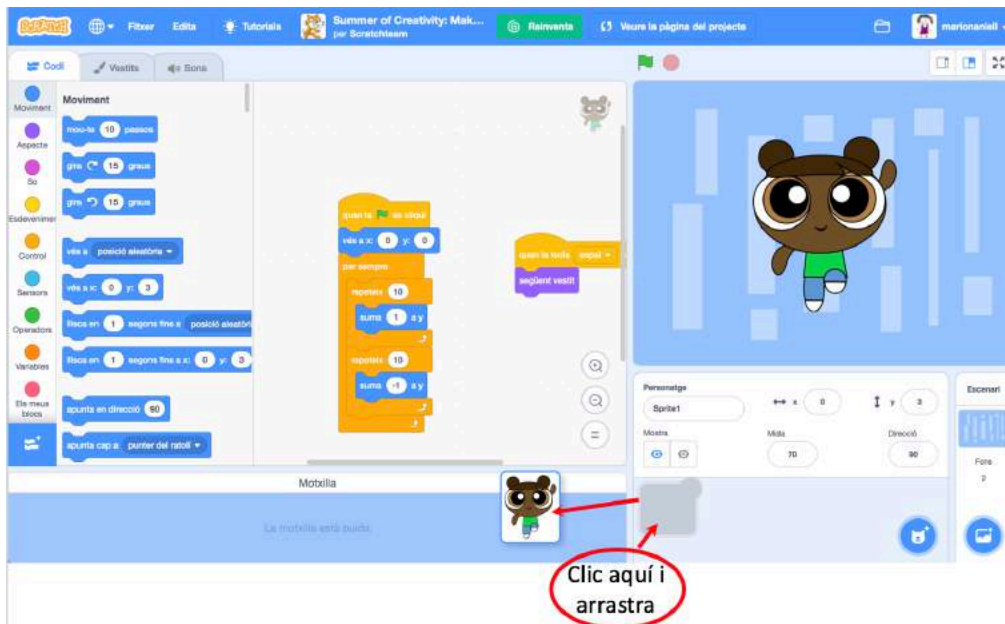 SCRATCH Fitxer Edita Tutorials Summer of Creativity: Mak... Reinventa Veure la pàgina del projecte marionaniell
per Scratchteam
Codi Vestits Sons
Moviment
Aspecte
So
Esdevenimen
Control
Sensors
Operadors
Variables
Els meus
blocs
Moviment
mou-te 10 passos
gira 15 graus
gira 15 graus
vés a posició aleatòria
vés a x: 0 y: 3
llisca en 1 segons fins a posició aleatòri
llisca en 1 segons fins a x: 0 y: 3
apunta en direcció 90
apunta cap a punter del ratolí
quan la es cliqui
vés a x: 0 y: 0
per sempre
repeteix 10
suma 1 a y
repeteix 10
suma -1 a y
quan la tecla espai
següent vestit
Personatge
Sprite1 x 0 y 3
Mostra Mida Direcció
70 90
Escenari
Fons
2
Motxilla
La motxilla està buida
Clic aquí i
arrastra